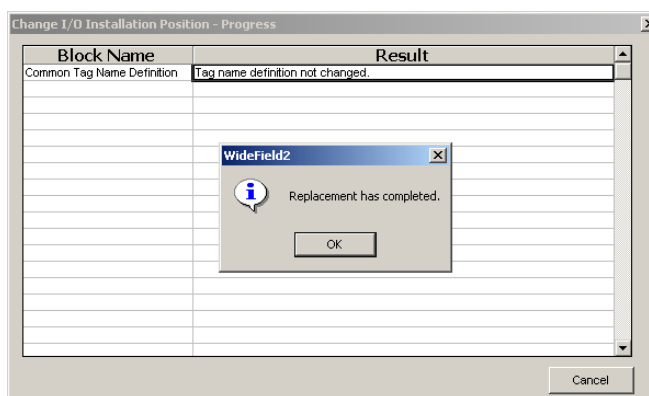 Change I/O Installation Position - Progress
Block Name
Result
Common Tag Name Definition
Tag name definition not changed.
WideField2
Replacement has completed.
OK
Cancel